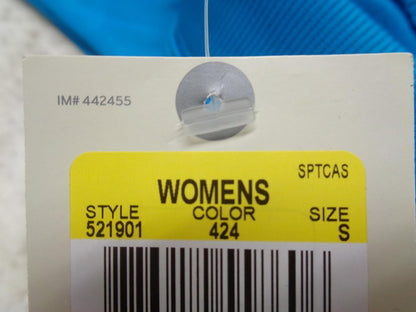 IM# 442455
SPTCAS
WOMENS
STYLE COLOR SIZE
521901 424 S